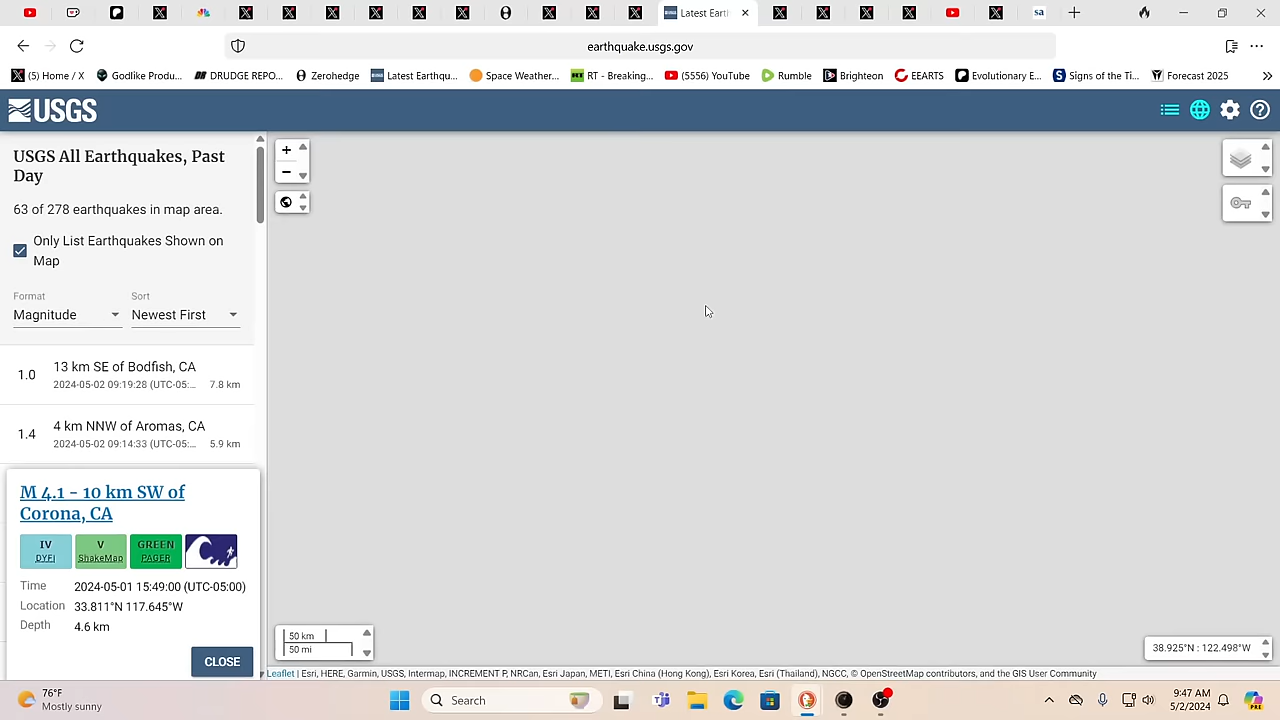 Latest Earth
sa
earthquake.usgs.gov
(5) Home / X
Godlike Produ...
DRUDGE REPO...
Zerohedge
Latest Earthqu...
Space Weather...
RT - Breaking...
(5556) YouTube
Rumble
Brighteon
EEARTS
Evolutionary E...
Signs of the Ti...
Forecast 2025
USGS
USGS All Earthquakes, Past
Day
63 of 278 earthquakes in map area.
Only List Earthquakes Shown on
Map
Format
Sort
Magnitude
Newest First
1.0
13 km SE of Bodfish, CA
2024-05-02 09:19:28 (UTC-05:...
7.8 km
1.4
4 km NNW of Aromas, CA
2024-05-02 09:14:33 (UTC-05:...
5.9 km
M 4.1 - 10 km SW of
Corona, CA
IV
DYFI
V
ShakeMap
GREEN
PAGER
Time
2024-05-01 15:49:00 (UTC-05:00)
Location
33.811°N 117.645°W
Depth
4.6 km
CLOSE
+
−
50 km
50 mi
38.925°N : 122.498°W
Leaflet | Esri, HERE, Garmin, USGS, Intermap, INCREMENT P, NRCan, Esri Japan, METI, Esri China (Hong Kong), Esri Korea, Esri (Thailand), NGCC, © OpenStreetMap contributors, and the GIS User Community
76°F
Mostly sunny
Search
9:47 AM
5/2/2024